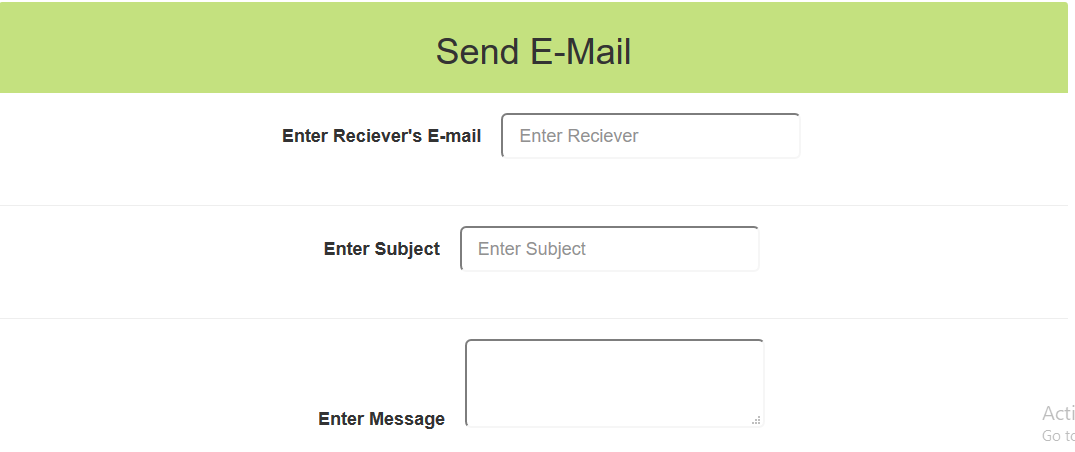 Send E-Mail
Enter Reciever's E-mail
Enter Reciever
Enter Subject
Enter Subject
Enter Message
Acti
Go to